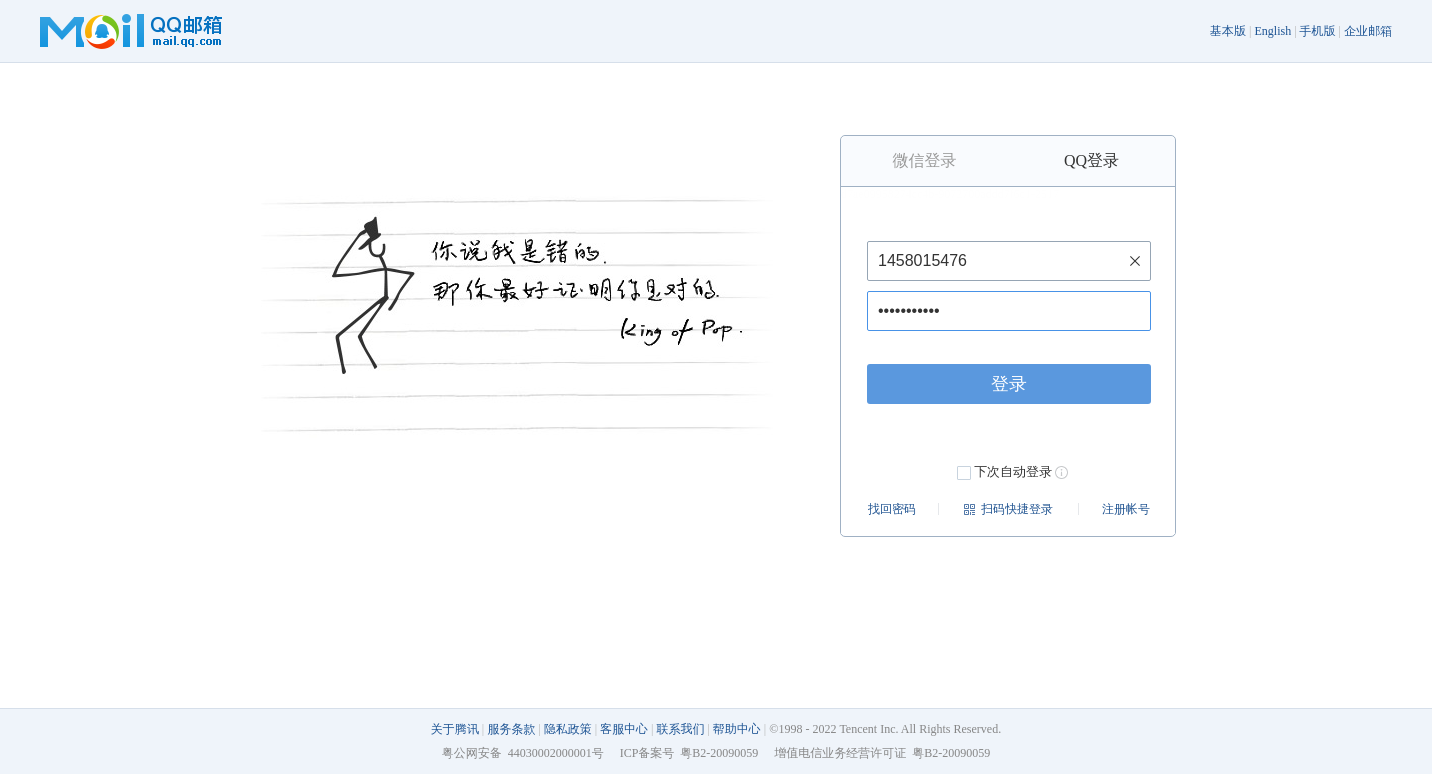 Mail QQ邮箱
mail.qq.com
基本版 | English | 手机版 | 企业邮箱
微信登录 QQ登录
你说我是错的.
那你最好证明你是对的.
King of Pop.
1458015476
•••••••••••
登录
下次自动登录
找回密码 扫码快捷登录 注册帐号
关于腾讯 | 服务条款 | 隐私政策 | 客服中心 | 联系我们 | 帮助中心 | ©1998 - 2022 Tencent Inc. All Rights Reserved.
粤公网安备 44030002000001号 ICP备案号 粤B2-20090059 增值电信业务经营许可证 粤B2-20090059